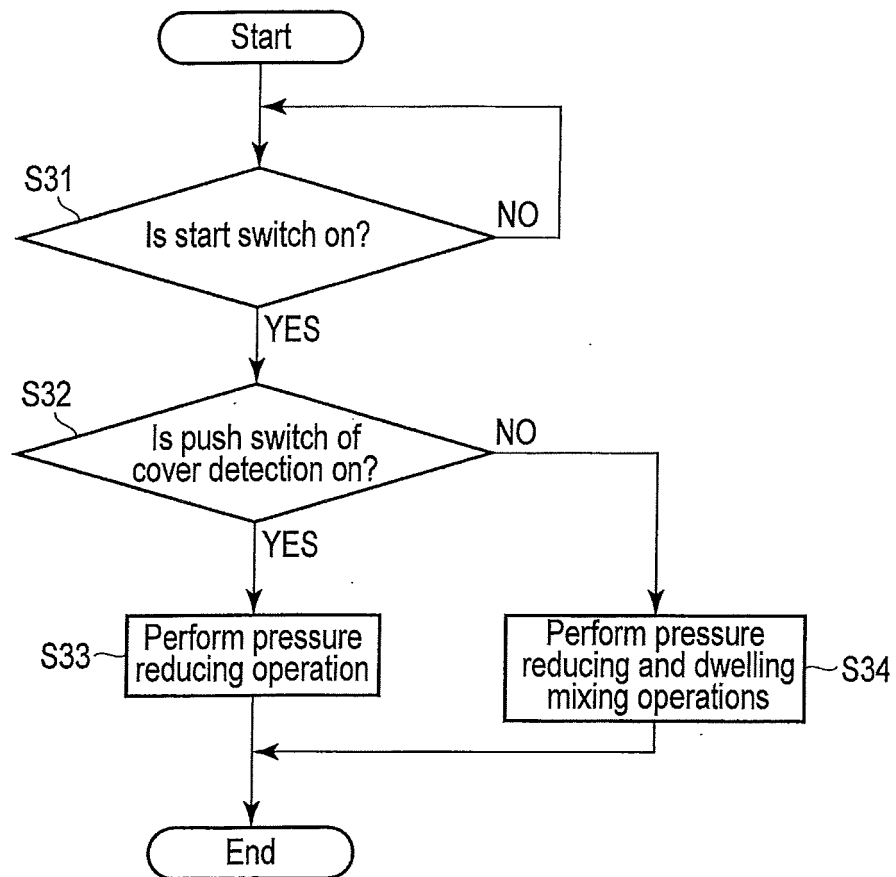 Start
S31
Is start switch on?
NO
YES
S32
Is push switch of
cover detection on?
NO
YES
S33
Perform pressure
reducing operation
Perform pressure
reducing and dwelling
mixing operations
S34
End